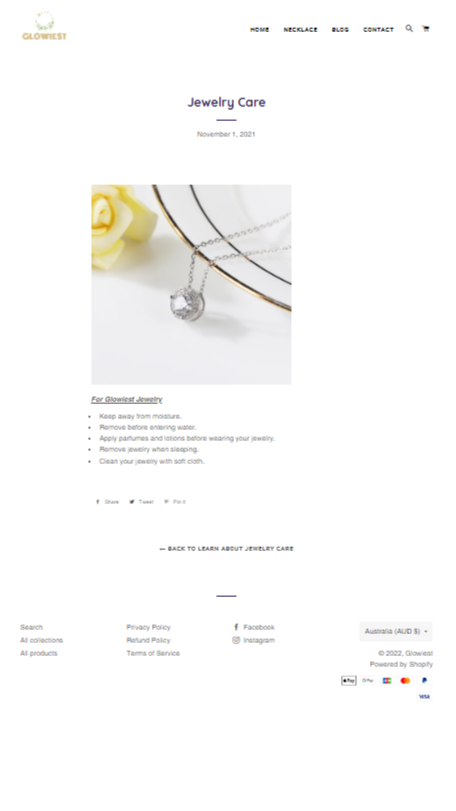 GLOWIEST
HOME NECKLACE BLOG CONTACT
Jewelry Care
November 1, 2021
For Glowiest Jewelry
Keep away from moisture.
Remove before entering water.
Apply parfumes and lotions before wearing your jewelry.
Remove jewelry when sleeping.
Clean your jewelry with soft cloth.
Share Tweet Pin it
— BACK TO LEARN ABOUT JEWELRY CARE
Search
All collections
All products
Privacy Policy
Refund Policy
Terms of Service
Facebook
Instagram
Australia (AUD $)
© 2022, Glowiest
Powered by Shopify
Pay G Pay
VISA